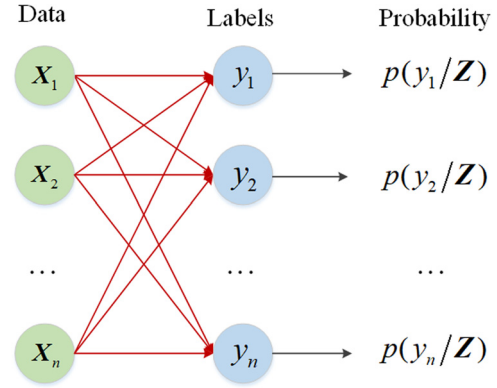 Data Labels Probability
X₁ y₁ p(y₁/Z)
X₂ y₂ p(y₂/Z)
... ... ...
Xₙ yₙ p(yₙ/Z)